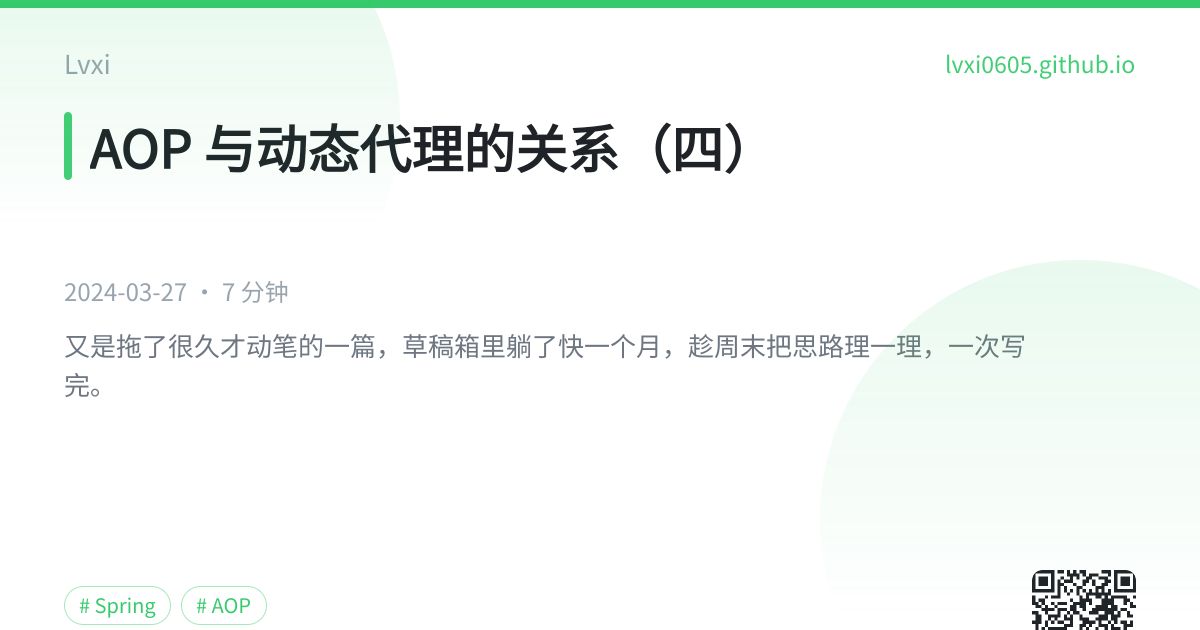 Lvxi
lvxi0605.github.io
AOP 与动态代理的关系（四）
2024-03-27 · 7 分钟
又是拖了很久才动笔的一篇，草稿箱里躺了快一个月，趁周末把思路理一理，一次写
完。
# Spring
# AOP